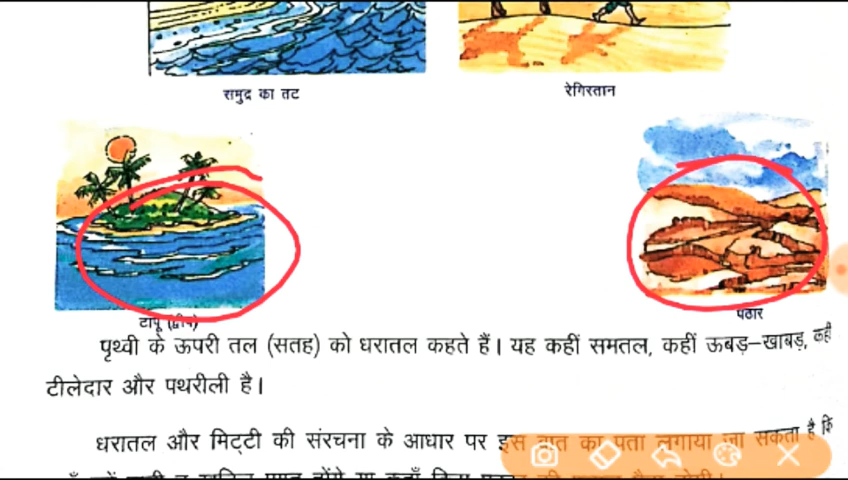 समुद्र का तट
रेगिस्तान
टापू (द्वीप)
पठार
पृथ्वी के ऊपरी तल (सतह) को धरातल कहते हैं। यह कहीं समतल, कहीं ऊबड़-खाबड़, कहीं
टीलेदार और पथरीली है।
धरातल और मिट्टी की संरचना के आधार पर इस बात का पता लगाया जा सकता है कि